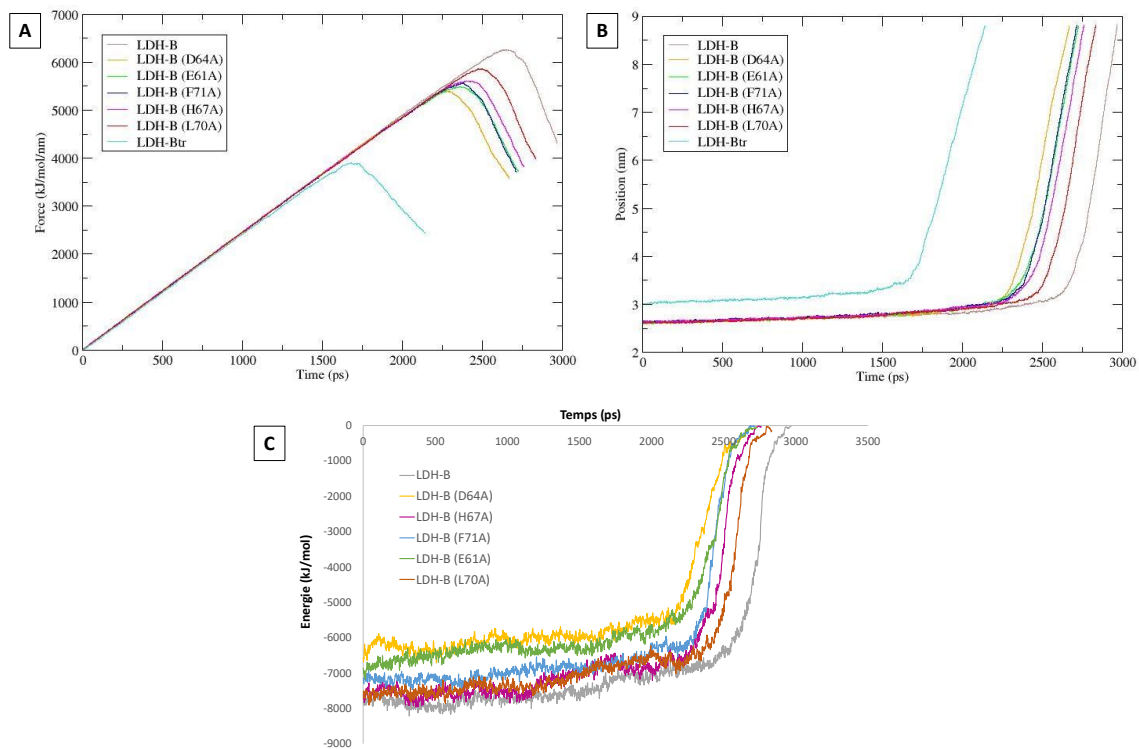 A
LDH-B
LDH-B (D64A)
LDH-B (E61A)
LDH-B (F71A)
LDH-B (H67A)
LDH-B (L70A)
LDH-Btr
Force (kJ/mol/nm)
7000
6000
5000
4000
3000
2000
1000
0
0 500 1000 1500 2000 2500 3000
Time (ps)
B
LDH-B
LDH-B (D64A)
LDH-B (E61A)
LDH-B (F71A)
LDH-B (H67A)
LDH-B (L70A)
LDH-Btr
Position (nm)
9
8
7
6
5
4
3
2
0 500 1000 1500 2000 2500 3000
Time (ps)
C
Temps (ps)
0 500 1000 1500 2000 2500 3000 3500
Energie (kJ/mol)
0
-1000
-2000
-3000
-4000
-5000
-6000
-7000
-8000
-9000
LDH-B
LDH-B (D64A)
LDH-B (H67A)
LDH-B (F71A)
LDH-B (E61A)
LDH-B (L70A)